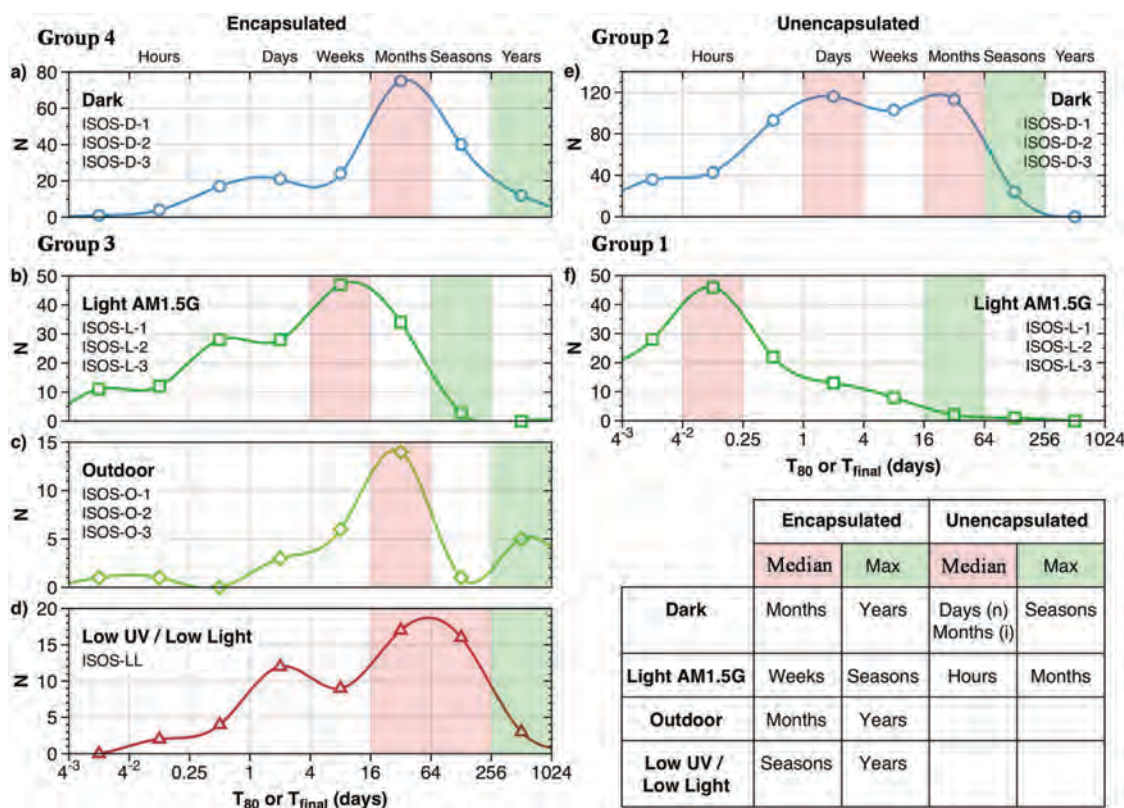 Encapsulated
Group 4
Hours Days Weeks Months Seasons Years
a)
80
60
40
20
0
N
Dark
ISOS-D-1
ISOS-D-2
ISOS-D-3
Group 3
b)
50
40
30
20
10
0
N
Light AM1.5G
ISOS-L-1
ISOS-L-2
ISOS-L-3
c)
15
10
5
0
N
Outdoor
ISOS-O-1
ISOS-O-2
ISOS-O-3
d)
20
15
10
5
0
N
Low UV / Low Light
ISOS-LL
4-3 4-2 0.25 1 4 16 64 256 1024
T80 or Tfinal (days)
Unencapsulated
Group 2
Hours Days Weeks Months Seasons Years
e)
120
80
40
0
N
Dark
ISOS-D-1
ISOS-D-2
ISOS-D-3
Group 1
f)
50
40
30
20
10
0
N
Light AM1.5G
ISOS-L-1
ISOS-L-2
ISOS-L-3
4-3 4-2 0.25 1 4 16 64 256 1024
T80 or Tfinal (days)
Encapsulated Unencapsulated
Median Max Median Max
Dark Months Years Days (n) Seasons
Months (i)
Light AM1.5G Weeks Seasons Hours Months
Outdoor Months Years
Low UV / Seasons Years
Low Light